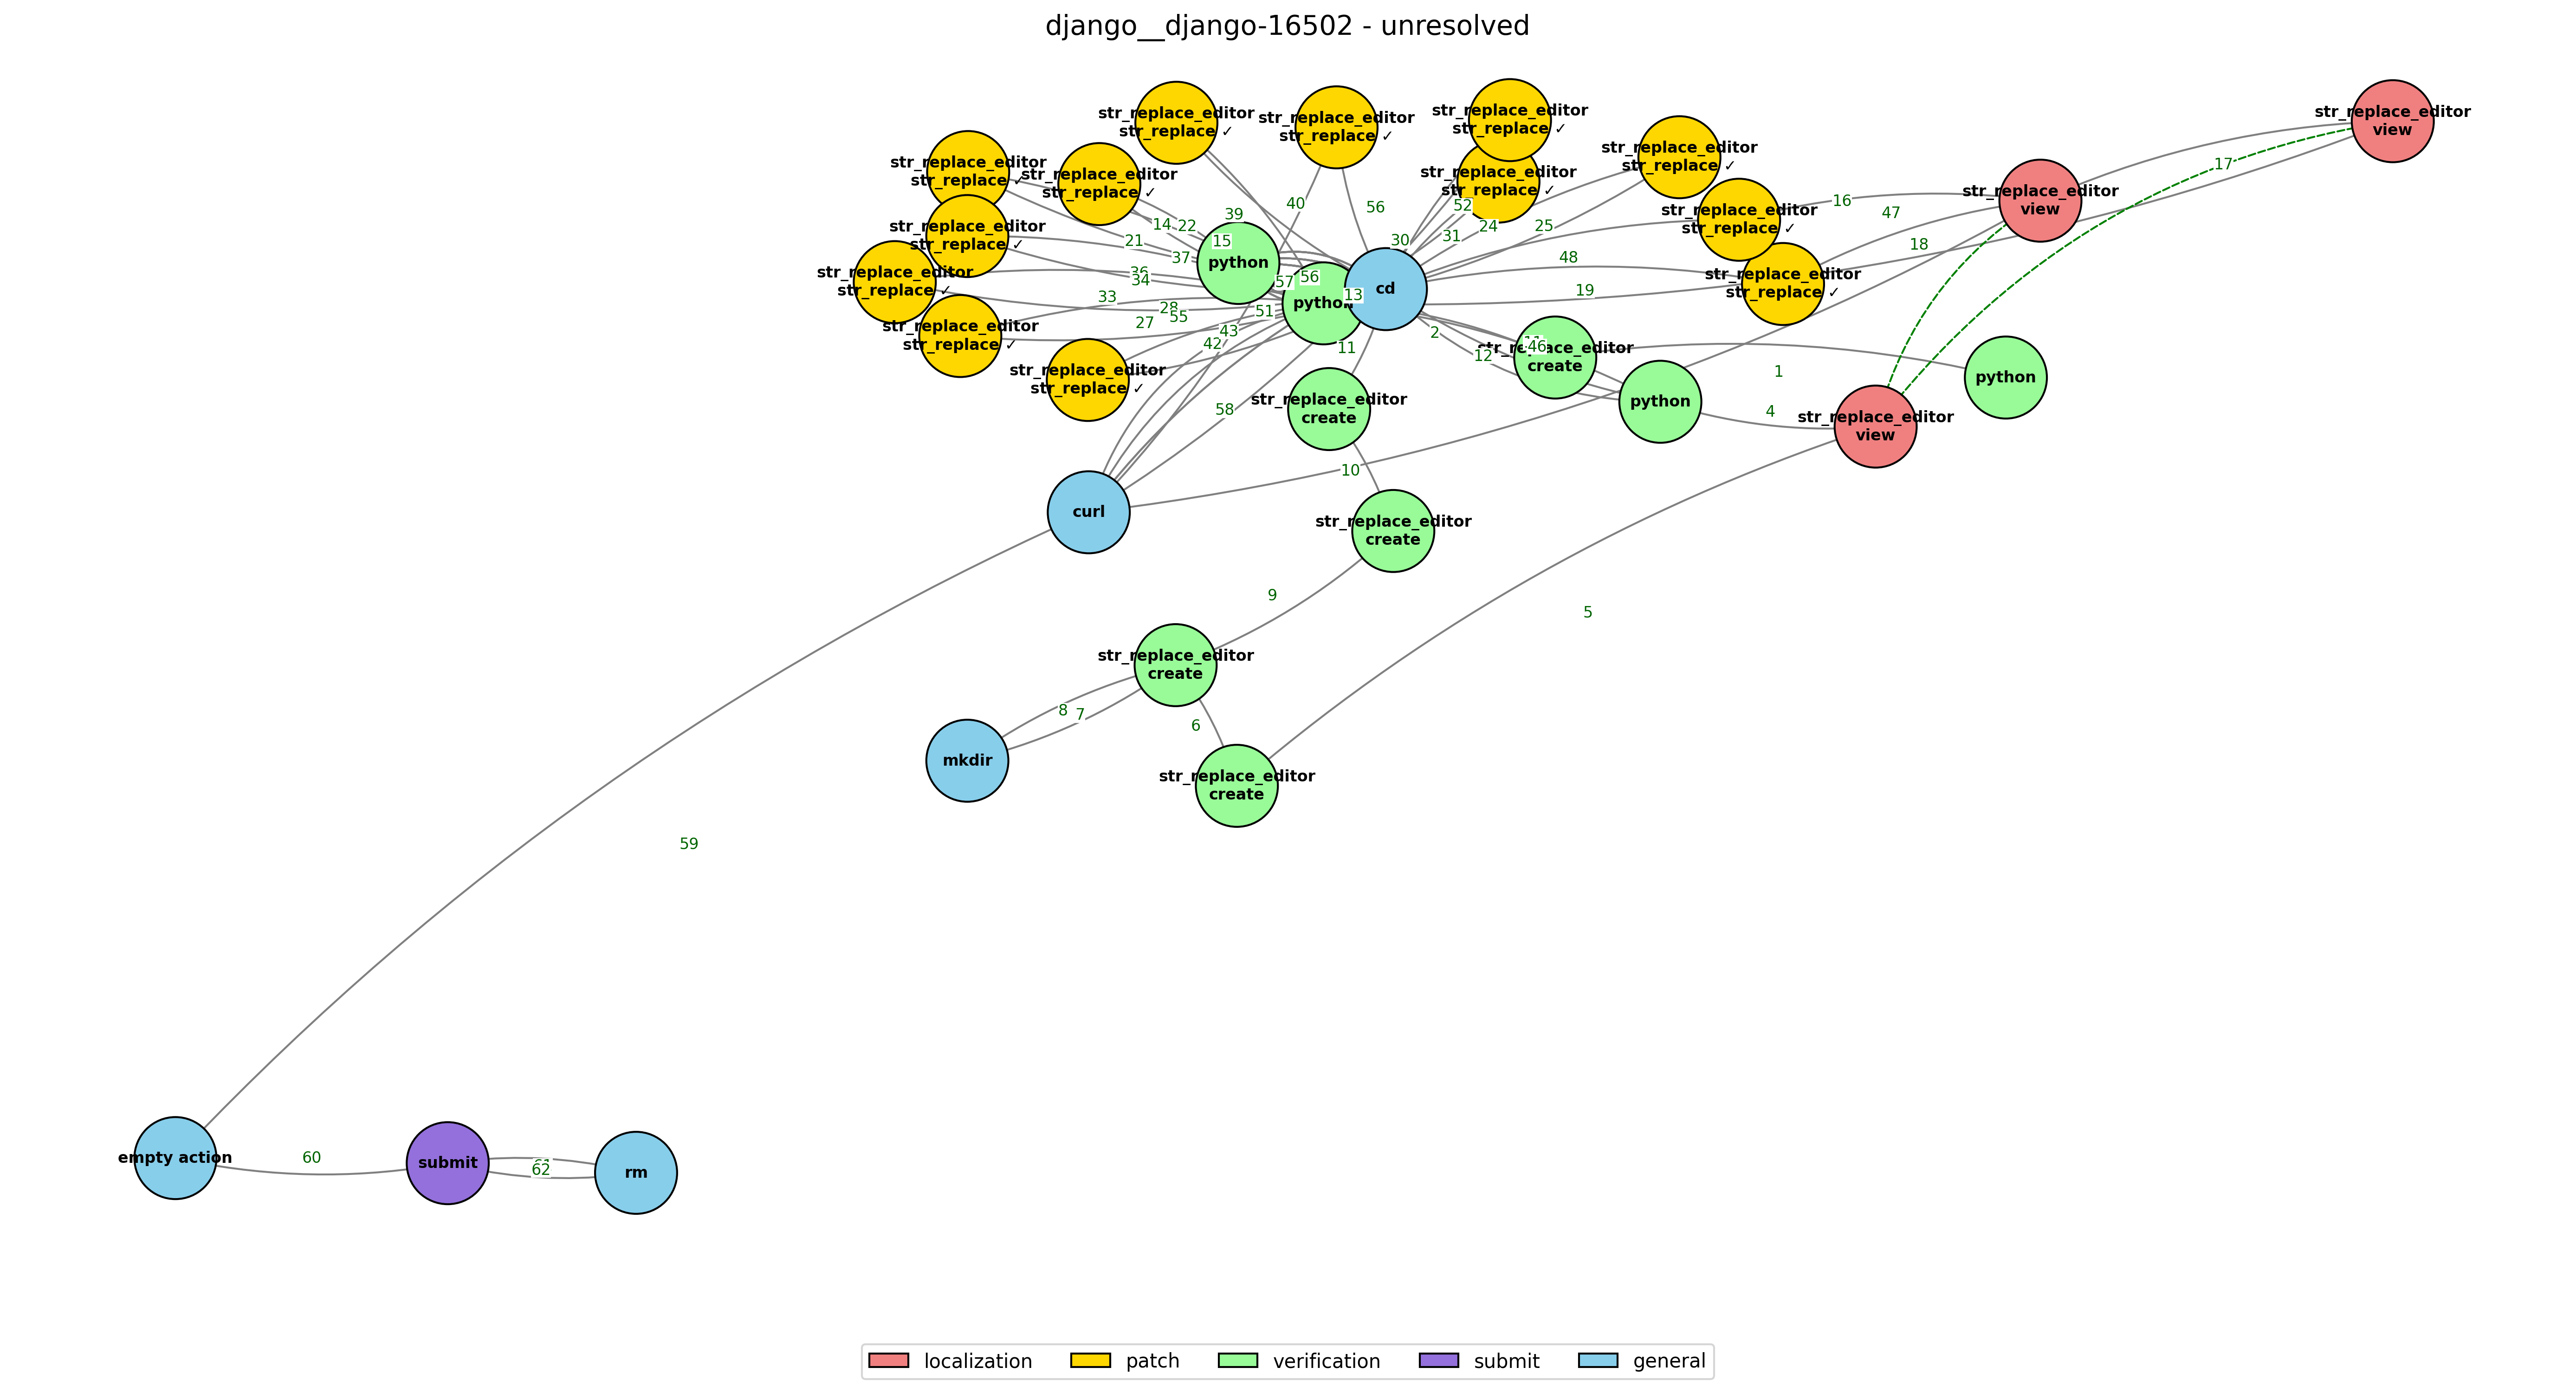 django__django-16502 - unresolved
str_replace_editor
str_replace ✓
str_replace_editor
str_replace ✓
str_replace_editor
str_replace ✓
str_replace_editor
view
str_replace_editor
str_replace ✓
str_replace_editor
str_replace ✓
str_replace_editor
str_replace ✓
17
str_replace_editor
str_replace ✓
str_replace_editor
view
16
47
40
56
52
39
14
22
24
25
str_replace_editor
str_replace ✓
str_replace_editor
str_replace ✓
21
15
30
31
18
37
python
48
36
34
str_replace_editor
str_replace ✓
57
56
cd
str_replace_editor
str_replace ✓
33
28
55
python
13
19
27
51
43
42
str_replace_editor
str_replace ✓
2
11
12
46
str_replace_editor
create
str_replace_editor
str_replace ✓
1
python
58
str_replace_editor
create
python
4
str_replace_editor
view
10
curl
str_replace_editor
create
9
5
str_replace_editor
create
8
7
6
mkdir
str_replace_editor
create
59
empty action
60
submit
62
rm
localization
patch
verification
submit
general